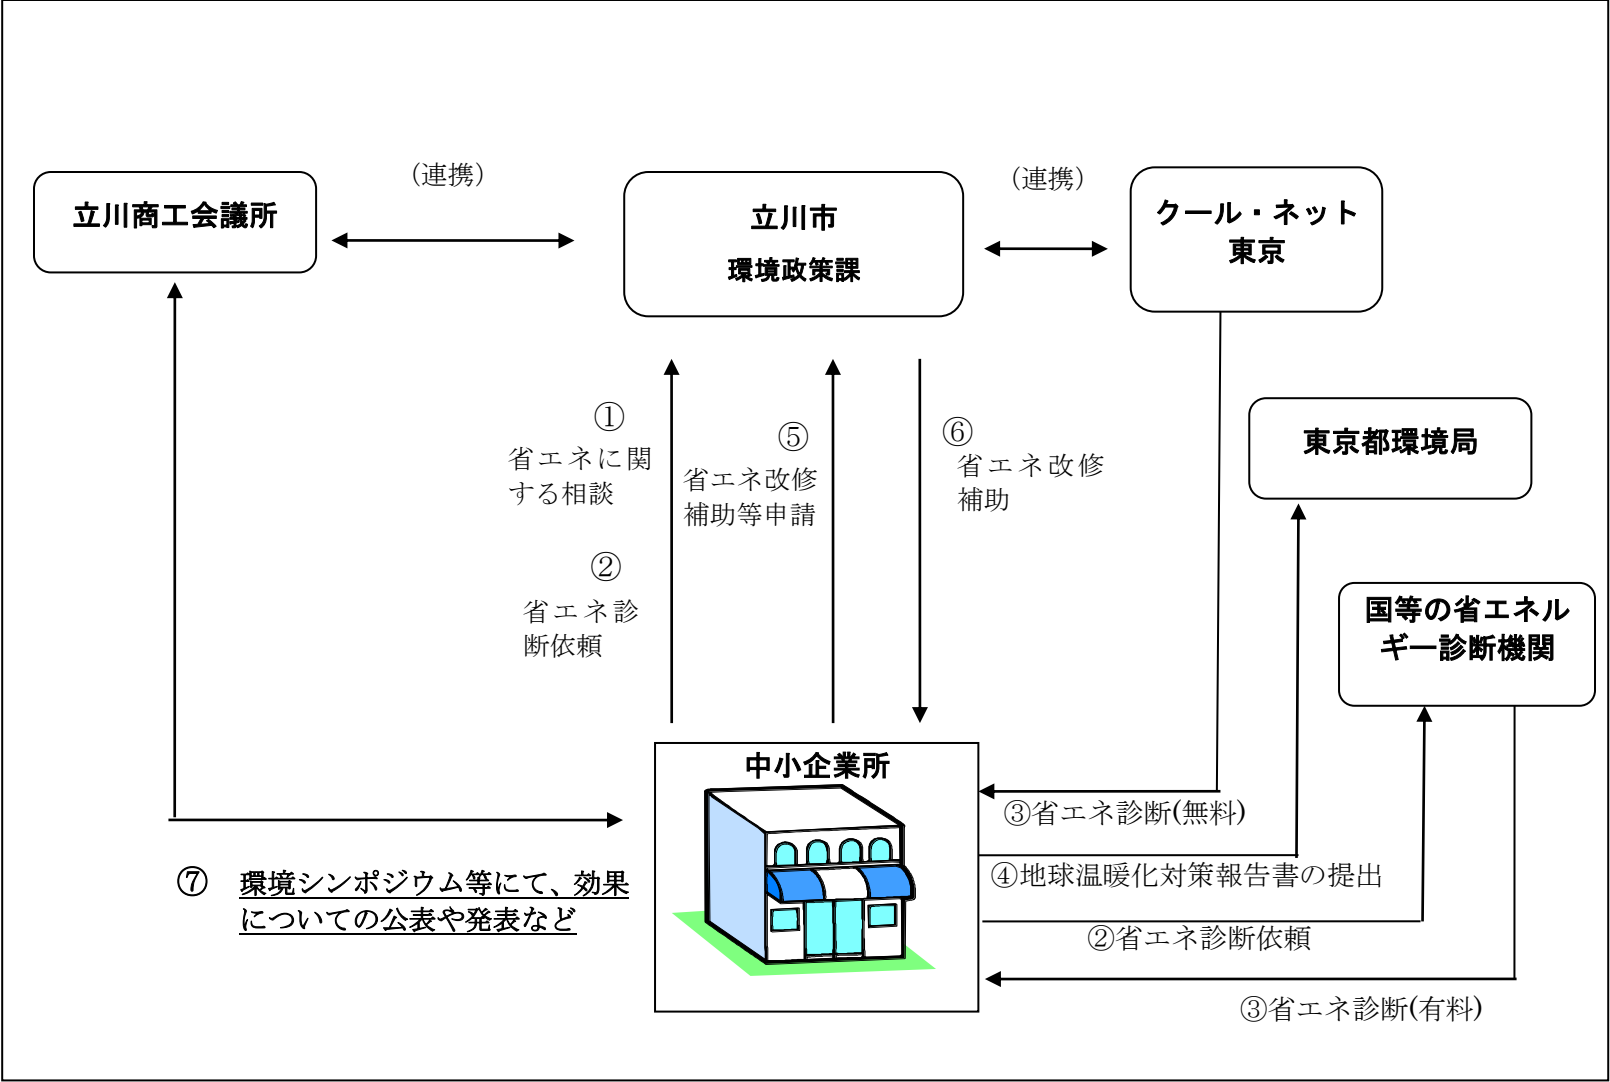 （連携）
（連携）
立川商工会議所
立川市
環境政策課
クール・ネット
東京
①
省エネに関
する相談
⑤
省エネ改修
補助等申請
⑥
省エネ改修
補助
東京都環境局
②
省エネ診
断依頼
国等の省エネル
ギー診断機関
中小企業所
③省エネ診断(無料)
④地球温暖化対策報告書の提出
⑦ 環境シンポジウム等にて、効果
についての公表や発表など
②省エネ診断依頼
③省エネ診断(有料)